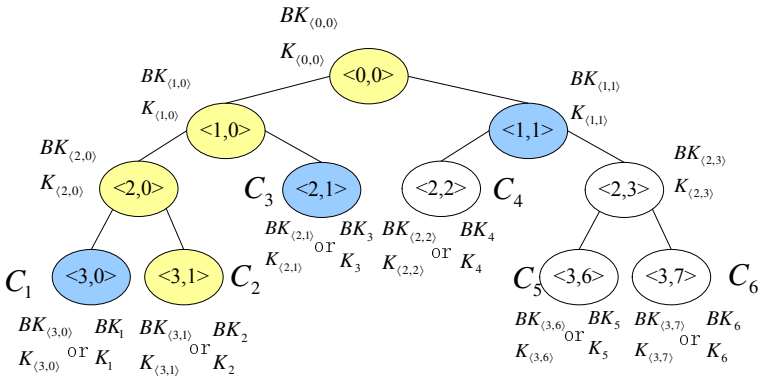 BK⟨0,0⟩
K⟨0,0⟩
<0,0>
BK⟨1,0⟩
K⟨1,0⟩
<1,0>
BK⟨1,1⟩
K⟨1,1⟩
<1,1>
BK⟨2,0⟩
K⟨2,0⟩
<2,0>
C3 <2,1>
<2,2> C4
<2,3>
BK⟨2,3⟩
K⟨2,3⟩
BK⟨2,1⟩ or BK3
K⟨2,1⟩ K3
BK⟨2,2⟩ or BK4
K⟨2,2⟩ K4
C1 <3,0>
<3,1> C2
C5 <3,6>
<3,7> C6
BK⟨3,0⟩ or BK1
K⟨3,0⟩ K1
BK⟨3,1⟩ or BK2
K⟨3,1⟩ K2
BK⟨3,6⟩ or BK5
K⟨3,6⟩ K5
BK⟨3,7⟩ or BK6
K⟨3,7⟩ K6